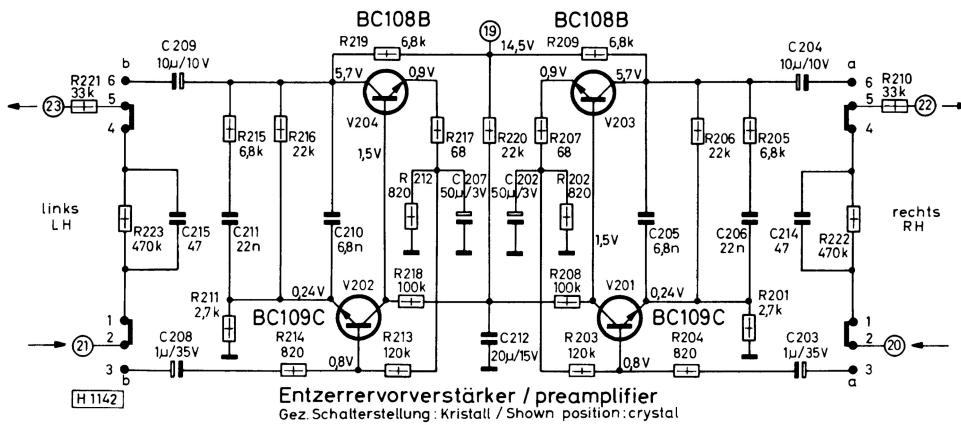 BC108B
BC108B
19
R219
6,8k
14,5V
R209
6,8k
b
C 209
10µ/10V
C 204
10µ/10V
a
6
5,7V
0,9V
0,9V
5,7V
6
R221
33k
5
R210
33k
5
23
22
4
4
V204
V203
R215
6,8k
R216
22k
R217
68
R220
22k
R207
68
R206
22k
R205
6,8k
1,5V
R 212
820
C 207
50µ/3V
C 202
50µ/3V
R 202
820
links
LH
rechts
RH
R223
470k
C215
47
C211
22n
C210
6,8n
1,5V
C205
6,8n
C206
22n
C214
47
R222
470k
0,24V
V202
R218
100k
R208
100k
V201
0,24V
R211
2,7k
R201
2,7k
BC109C
BC109C
1
1
21
2
2
20
C 208
1µ/35V
R214
820
R213
120k
C212
20µ/15V
R203
120k
R204
820
C203
1µ/35V
3
b
0,8V
0,8V
3
a
H 1142
Entzerrervorverstärker / preamplifier
Gez. Schalterstellung: Kristall / Shown position: crystal